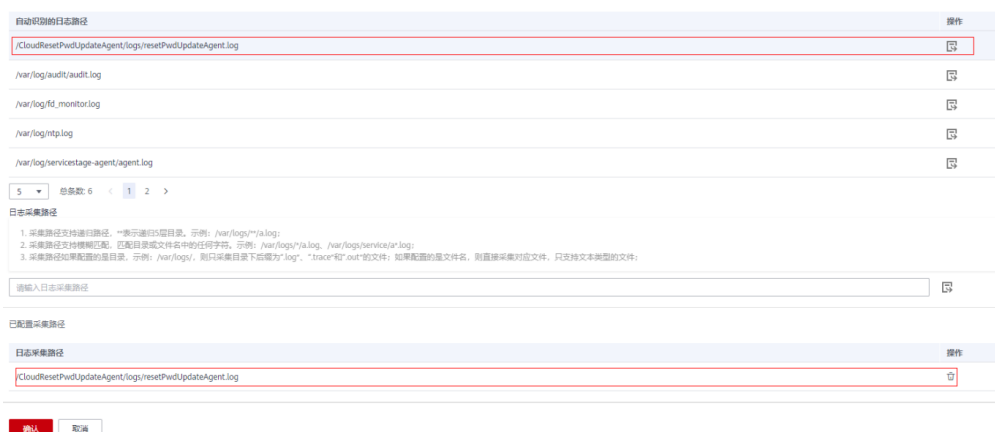 自动识别的日志路径 操作
/CloudResetPwdUpdateAgent/logs/resetPwdUpdateAgent.log
/var/log/audit/audit.log
/var/log/fd_monitor.log
/var/log/ntp.log
/var/log/servicestage-agent/agent.log
5 总条数: 6 < 1 2 >
日志采集路径
1. 采集路径支持递归路径，**表示递归5层目录。示例：/var/logs/**/a.log；
2. 采集路径支持模糊匹配，匹配目录或文件名中的任何字符。示例：/var/logs/*/a.log、/var/logs/service/a*.log；
3. 采集路径如果配置的是目录，示例：/var/logs/，则只采集目录下后缀为".log"、".trace"和".out"的文件；如果配置的是文件名，则直接采集对应文件，只支持文本类型的文件；
请输入日志采集路径
已配置采集路径
日志采集路径 操作
/CloudResetPwdUpdateAgent/logs/resetPwdUpdateAgent.log
确认 取消